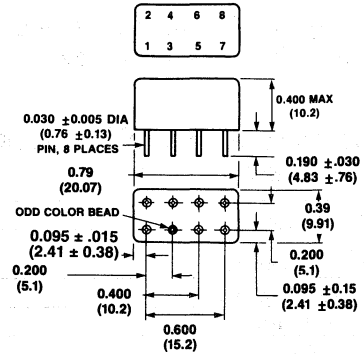 2 4 6 8
1 3 5 7
0.030 ±0.005 DIA
(0.76 ±0.13)
PIN, 8 PLACES
0.400 MAX
(10.2)
0.79
(20.07)
0.190 ±.030
(4.83 ±.76)
ODD COLOR BEAD
0.39
(9.91)
0.095 ± .015
(2.41 ± 0.38)
0.200
(5.1)
0.200
(5.1)
0.400
(10.2)
0.095 ±0.15
(2.41 ±0.38)
0.600
(15.2)